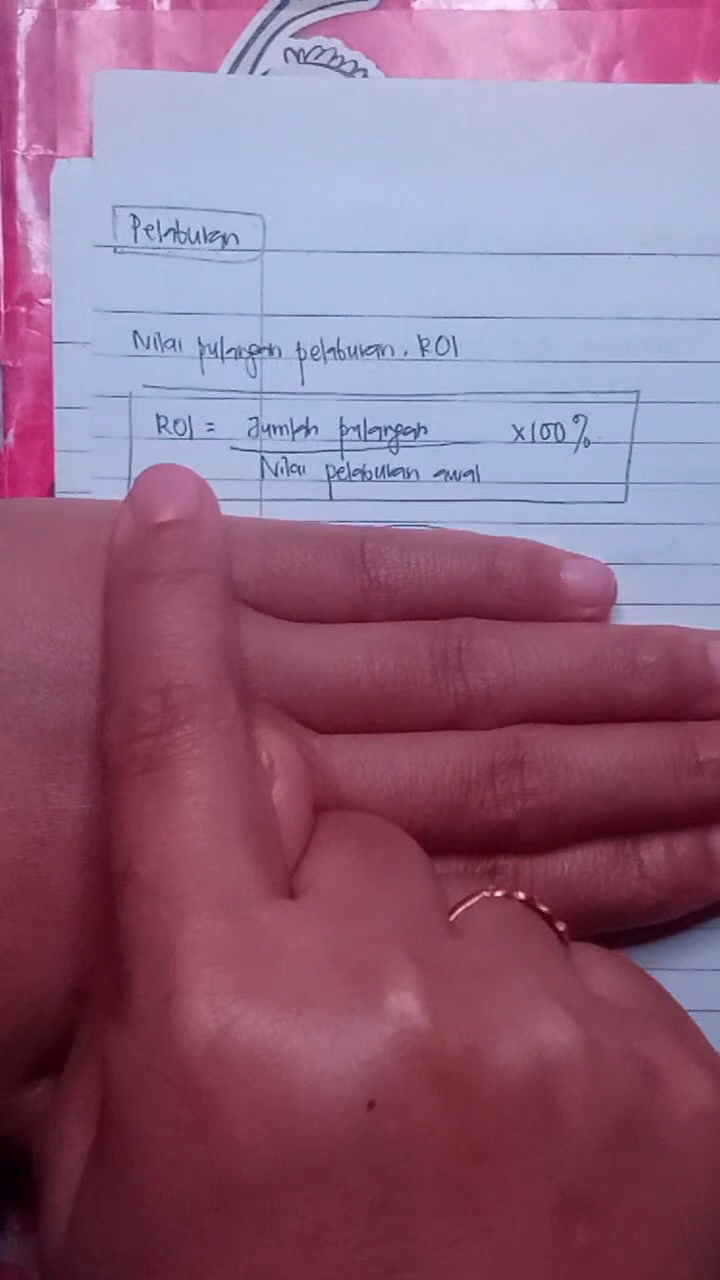 Pelaburan
Nilai pulangan pelaburan, ROI
ROI = Jumlah pulangan x100%
Nilai pelaburan awal